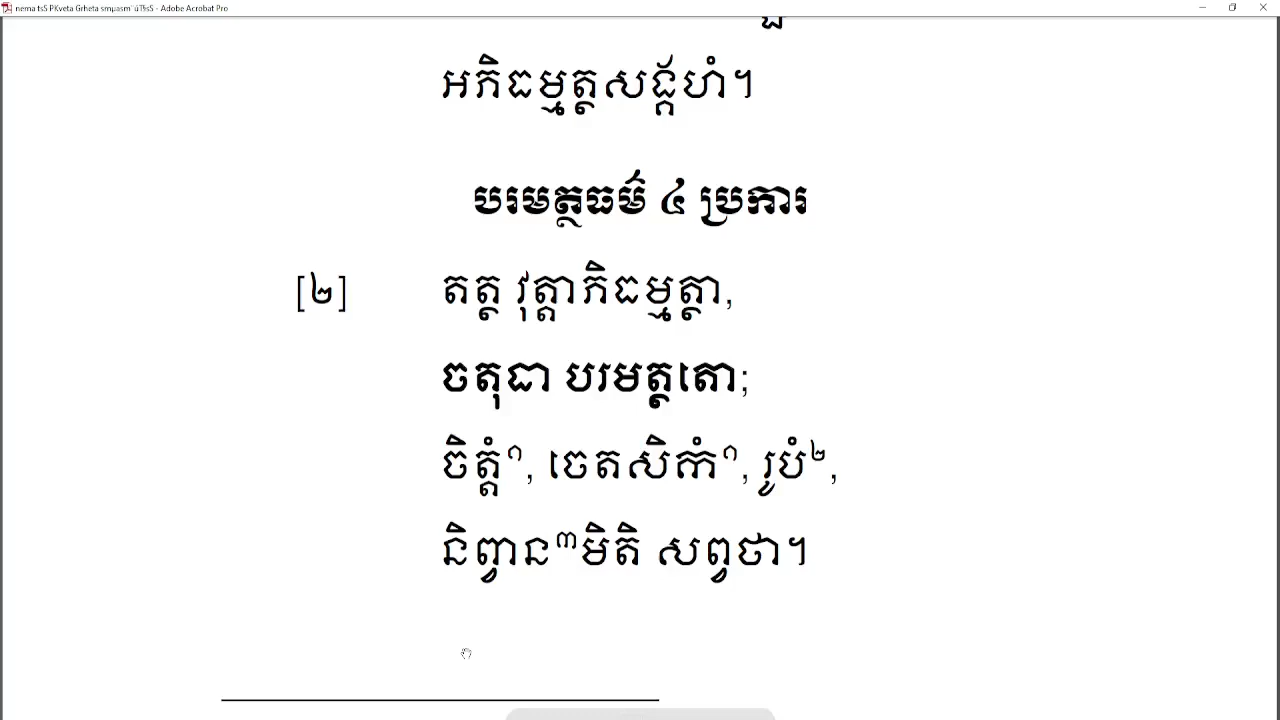 អភិធម្មត្ថសង្គហំ។
បរមត្ថធម៌ ៤ ប្រការ
[២] តត្ថ វុត្តាភិធម្មត្ថា,
ចតុធា បរមត្ថតោ;
ចិត្តំ១, ចេតសិកំ១, រូបំ២,
និព្វាន៣មិតិ សព្វថា។